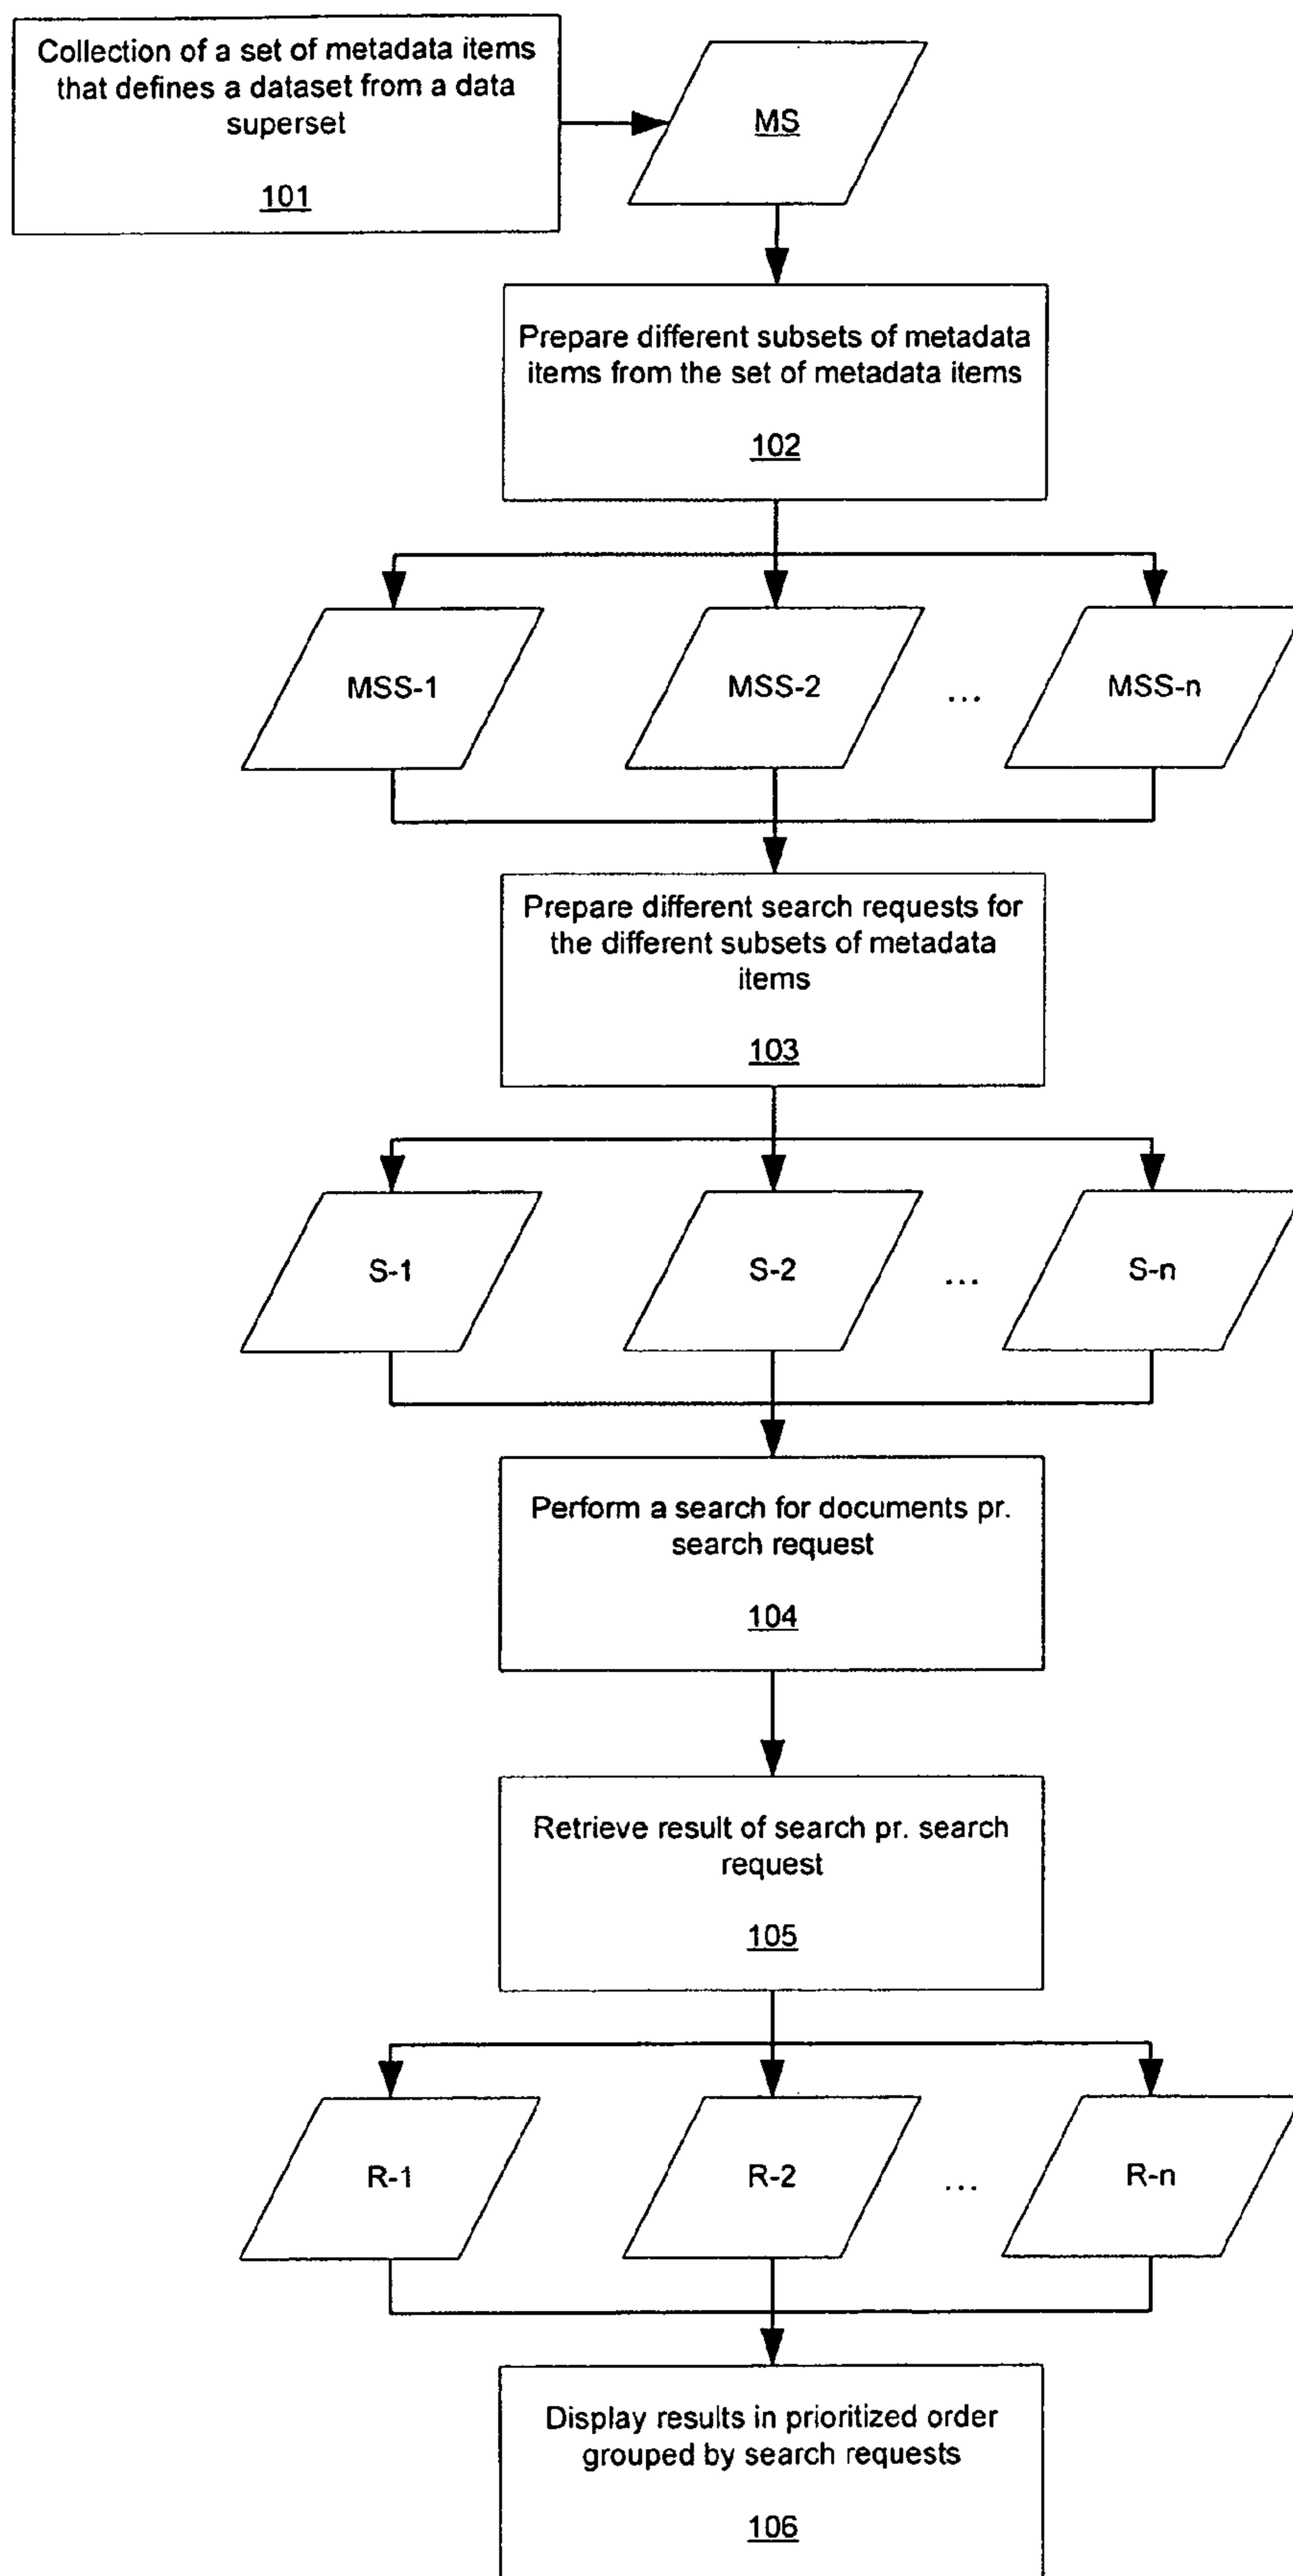 Collection of a set of metadata items
that defines a dataset from a data
superset
101
MS
Prepare different subsets of metadata
items from the set of metadata items
102
MSS-1
MSS-2
...
MSS-n
Prepare different search requests for
the different subsets of metadata
items
103
S-1
S-2
...
S-n
Perform a search for documents pr.
search request
104
Retrieve result of search pr. search
request
105
R-1
R-2
...
R-n
Display results in prioritized order
grouped by search requests
106